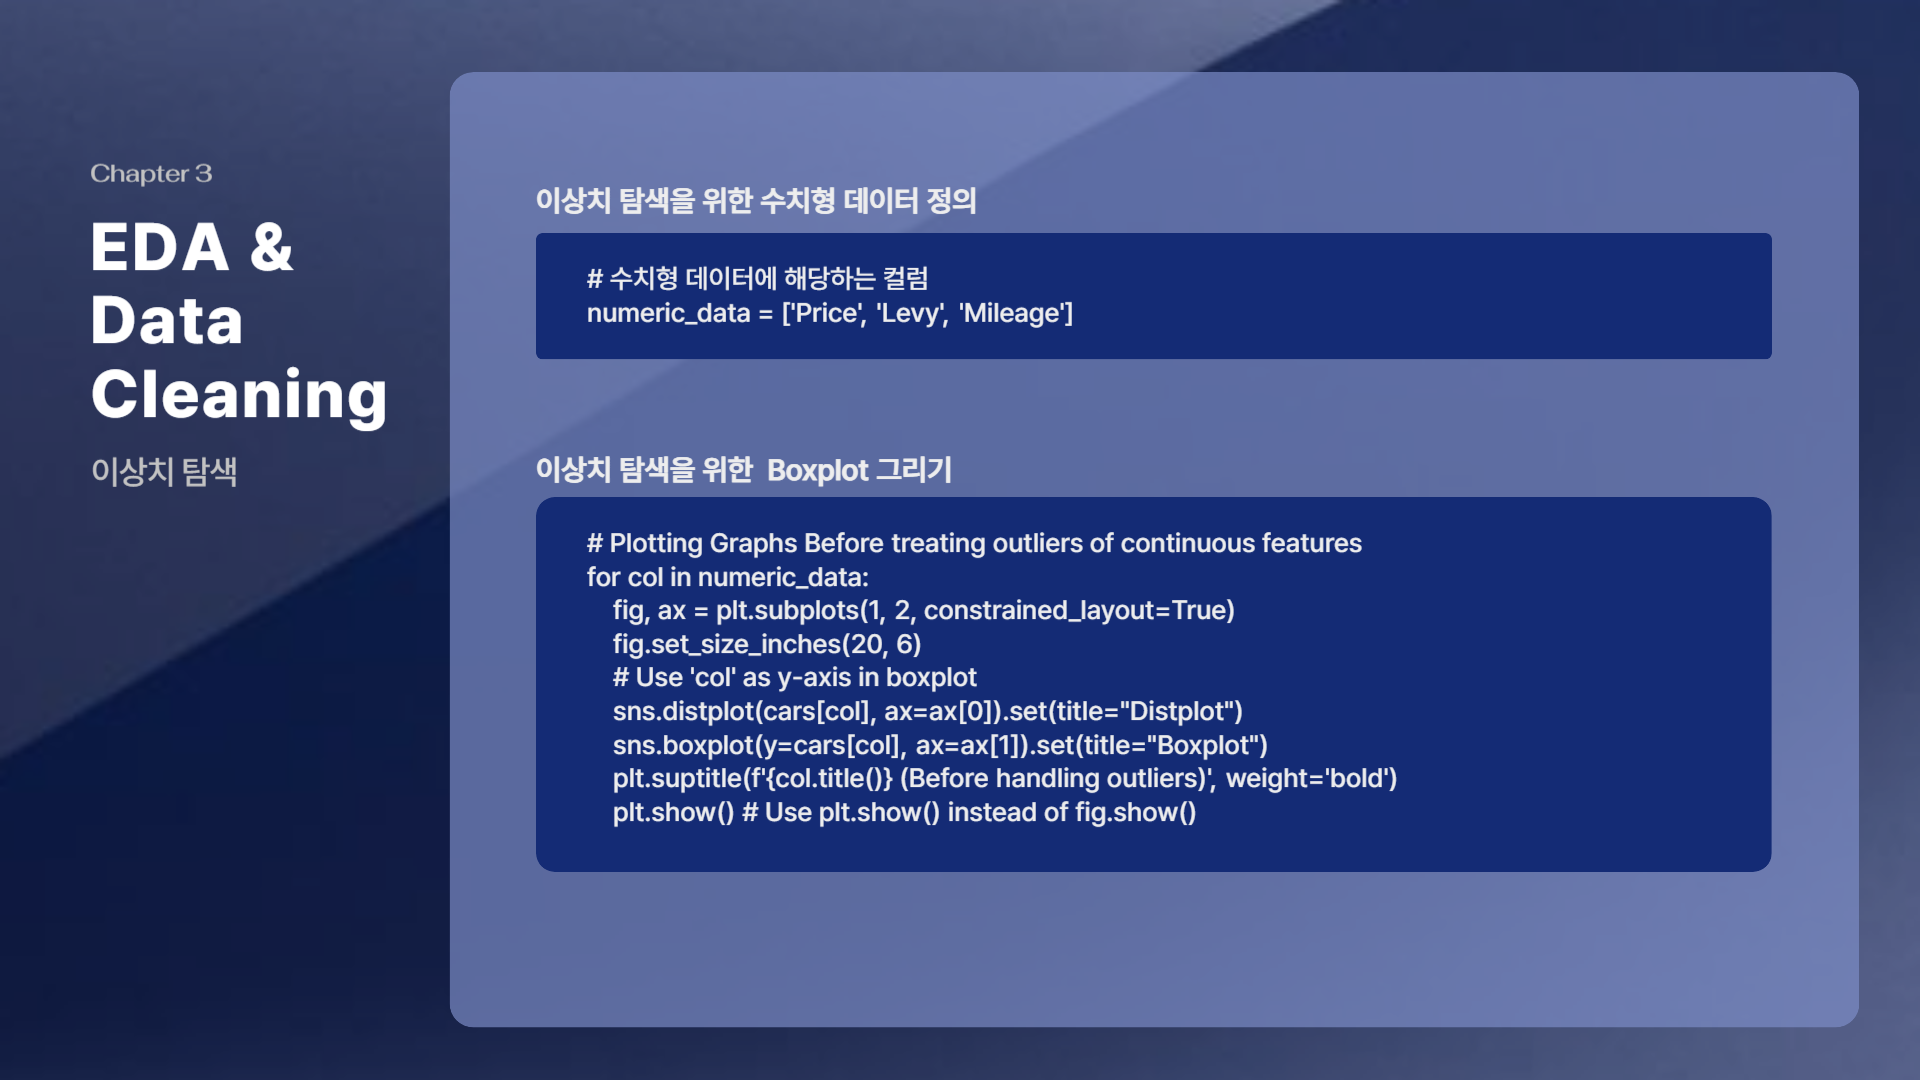 Chapter 3
EDA &
Data
Cleaning
이상치 탐색
이상치 탐색을 위한 수치형 데이터 정의
# 수치형 데이터에 해당하는 컬럼
numeric_data = ['Price', 'Levy', 'Mileage']
이상치 탐색을 위한  Boxplot 그리기
# Plotting Graphs Before treating outliers of continuous features
for col in numeric_data:
    fig, ax = plt.subplots(1, 2, constrained_layout=True)
    fig.set_size_inches(20, 6)
    # Use 'col' as y-axis in boxplot
    sns.distplot(cars[col], ax=ax[0]).set(title="Distplot")
    sns.boxplot(y=cars[col], ax=ax[1]).set(title="Boxplot")
    plt.suptitle(f'{col.title()} (Before handling outliers)', weight='bold')
    plt.show() # Use plt.show() instead of fig.show()